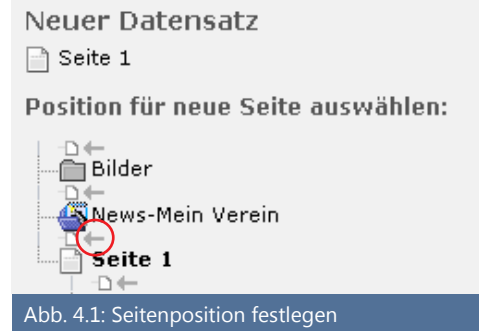 Neuer Datensatz
Seite 1
Position für neue Seite auswählen:
Bilder
News-Mein Verein
Seite 1
Abb. 4.1: Seitenposition festlegen